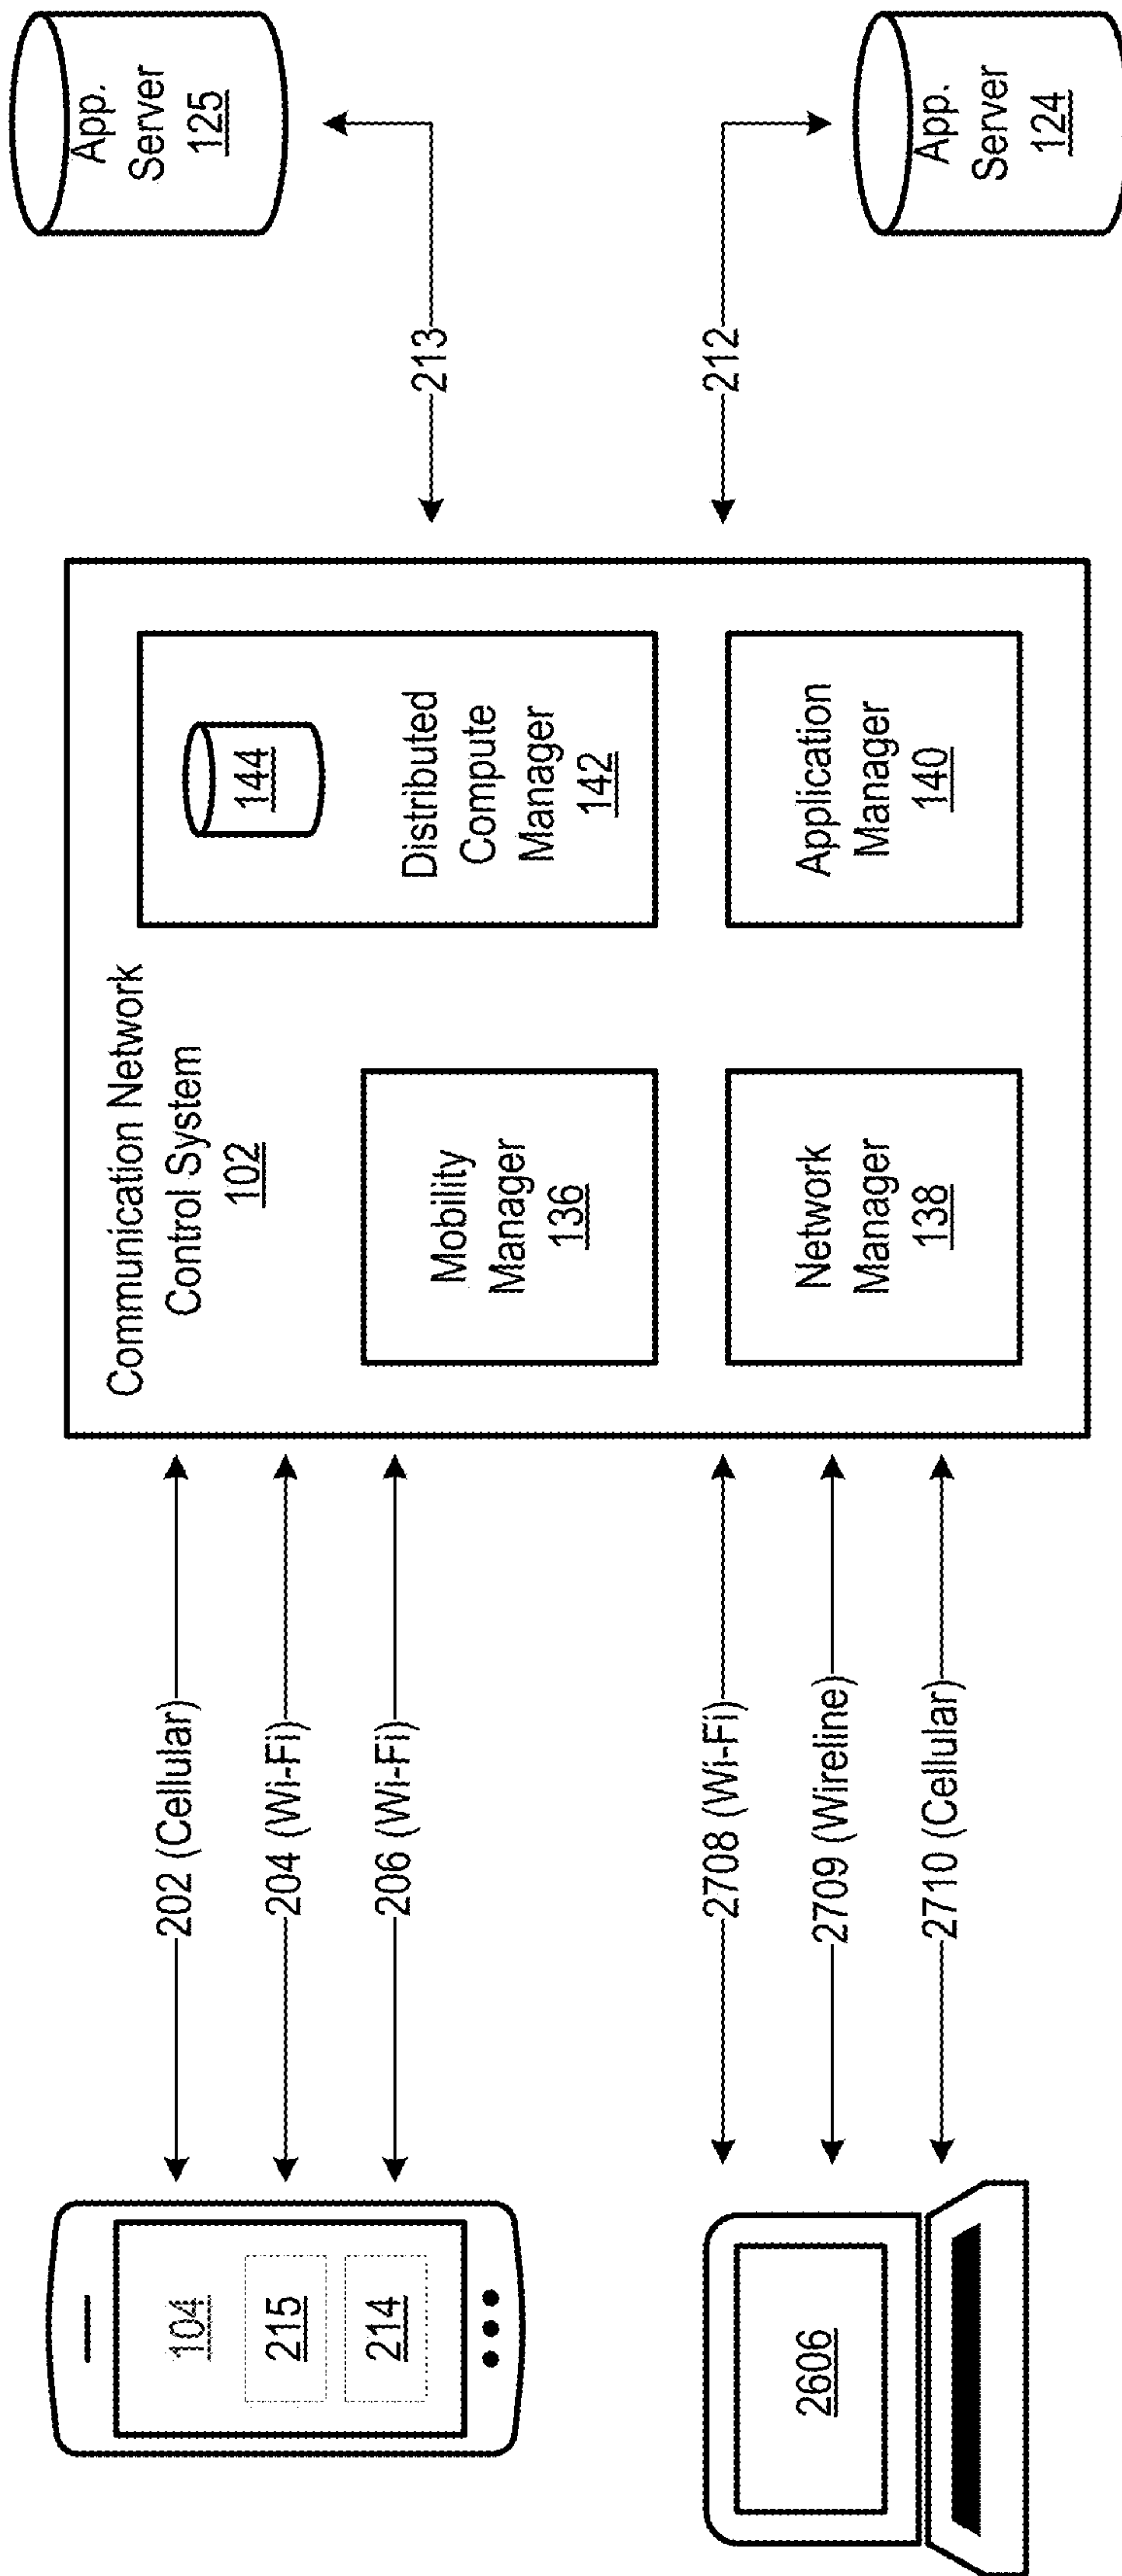 104
215
214
202 (Cellular)
204 (Wi-Fi)
206 (Wi-Fi)
2606
2708 (Wi-Fi)
2709 (Wireline)
2710 (Cellular)
Communication Network
Control System
102
Mobility
Manager
136
Network
Manager
138
144
Distributed
Compute
Manager
142
Application
Manager
140
213
212
App.
Server
125
App.
Server
124